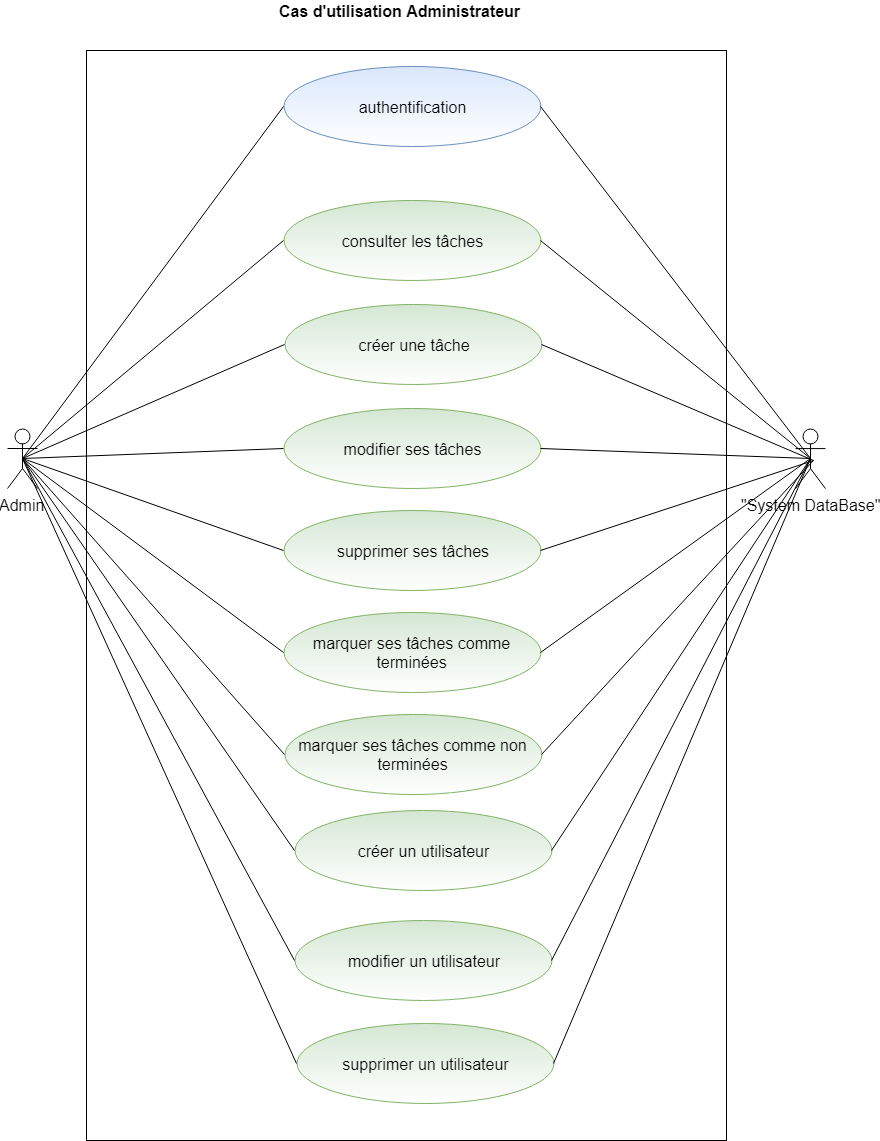 Cas d'utilisation Administrateur
authentification
consulter les tâches
créer une tâche
modifier ses tâches
Admin
"System DataBase"
supprimer ses tâches
marquer ses tâches comme
terminées
marquer ses tâches comme non
terminées
créer un utilisateur
modifier un utilisateur
supprimer un utilisateur